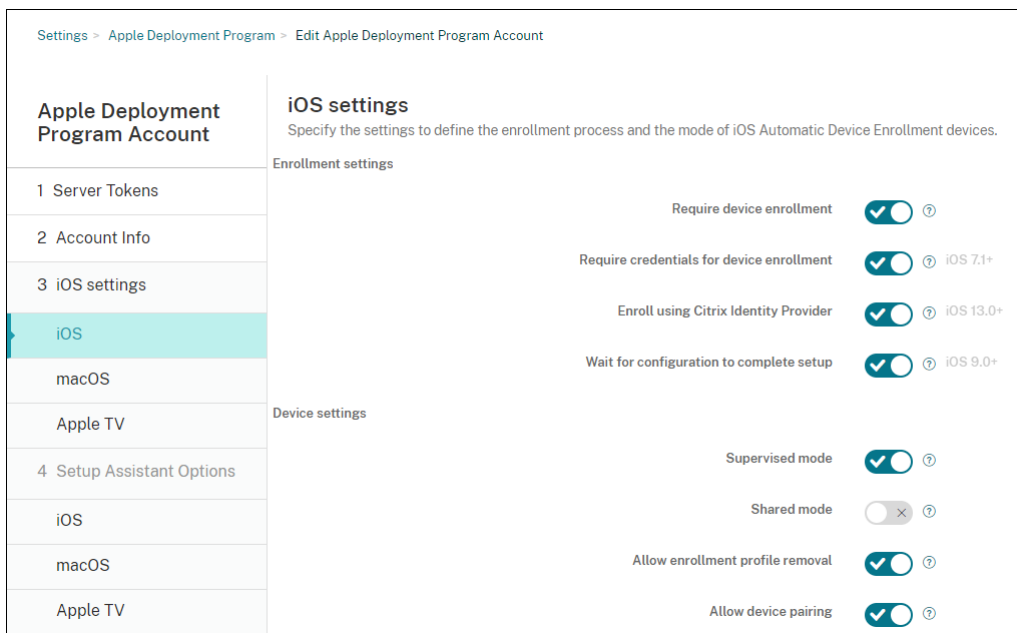 Settings > Apple Deployment Program > Edit Apple Deployment Program Account
Apple Deployment
Program Account
1 Server Tokens
2 Account Info
3 iOS settings
iOS
macOS
Apple TV
4 Setup Assistant Options
iOS
macOS
Apple TV
iOS settings
Specify the settings to define the enrollment process and the mode of iOS Automatic Device Enrollment devices.
Enrollment settings
Require device enrollment ?
Require credentials for device enrollment ? iOS 7.1+
Enroll using Citrix Identity Provider ? iOS 13.0+
Wait for configuration to complete setup ? iOS 9.0+
Device settings
Supervised mode ?
Shared mode ?
Allow enrollment profile removal ?
Allow device pairing ?